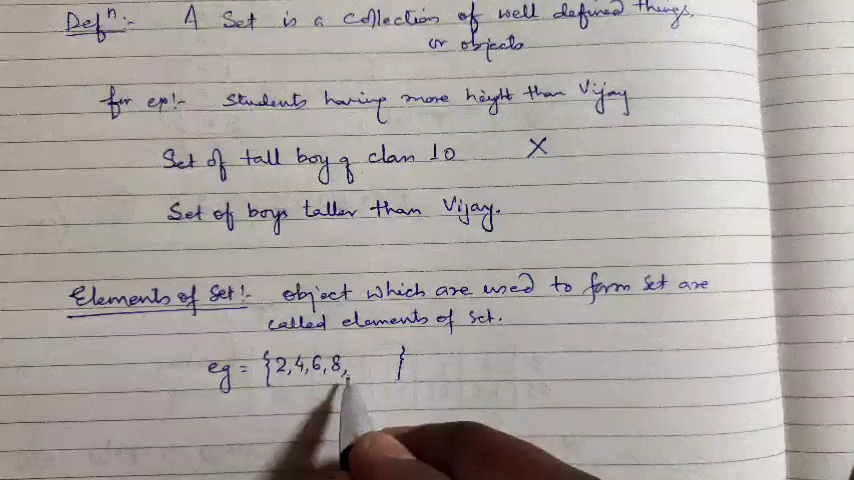 Defn:- A Set is a collection of well defined things,
or objects
for ex!- Students having more height than Vijay
Set of tall boy of class 10 X
Set of boys taller than Vijay.
Elements of Set!- object which are used to form Set are
called elements of Set.
eg = {2,4,6,8, }